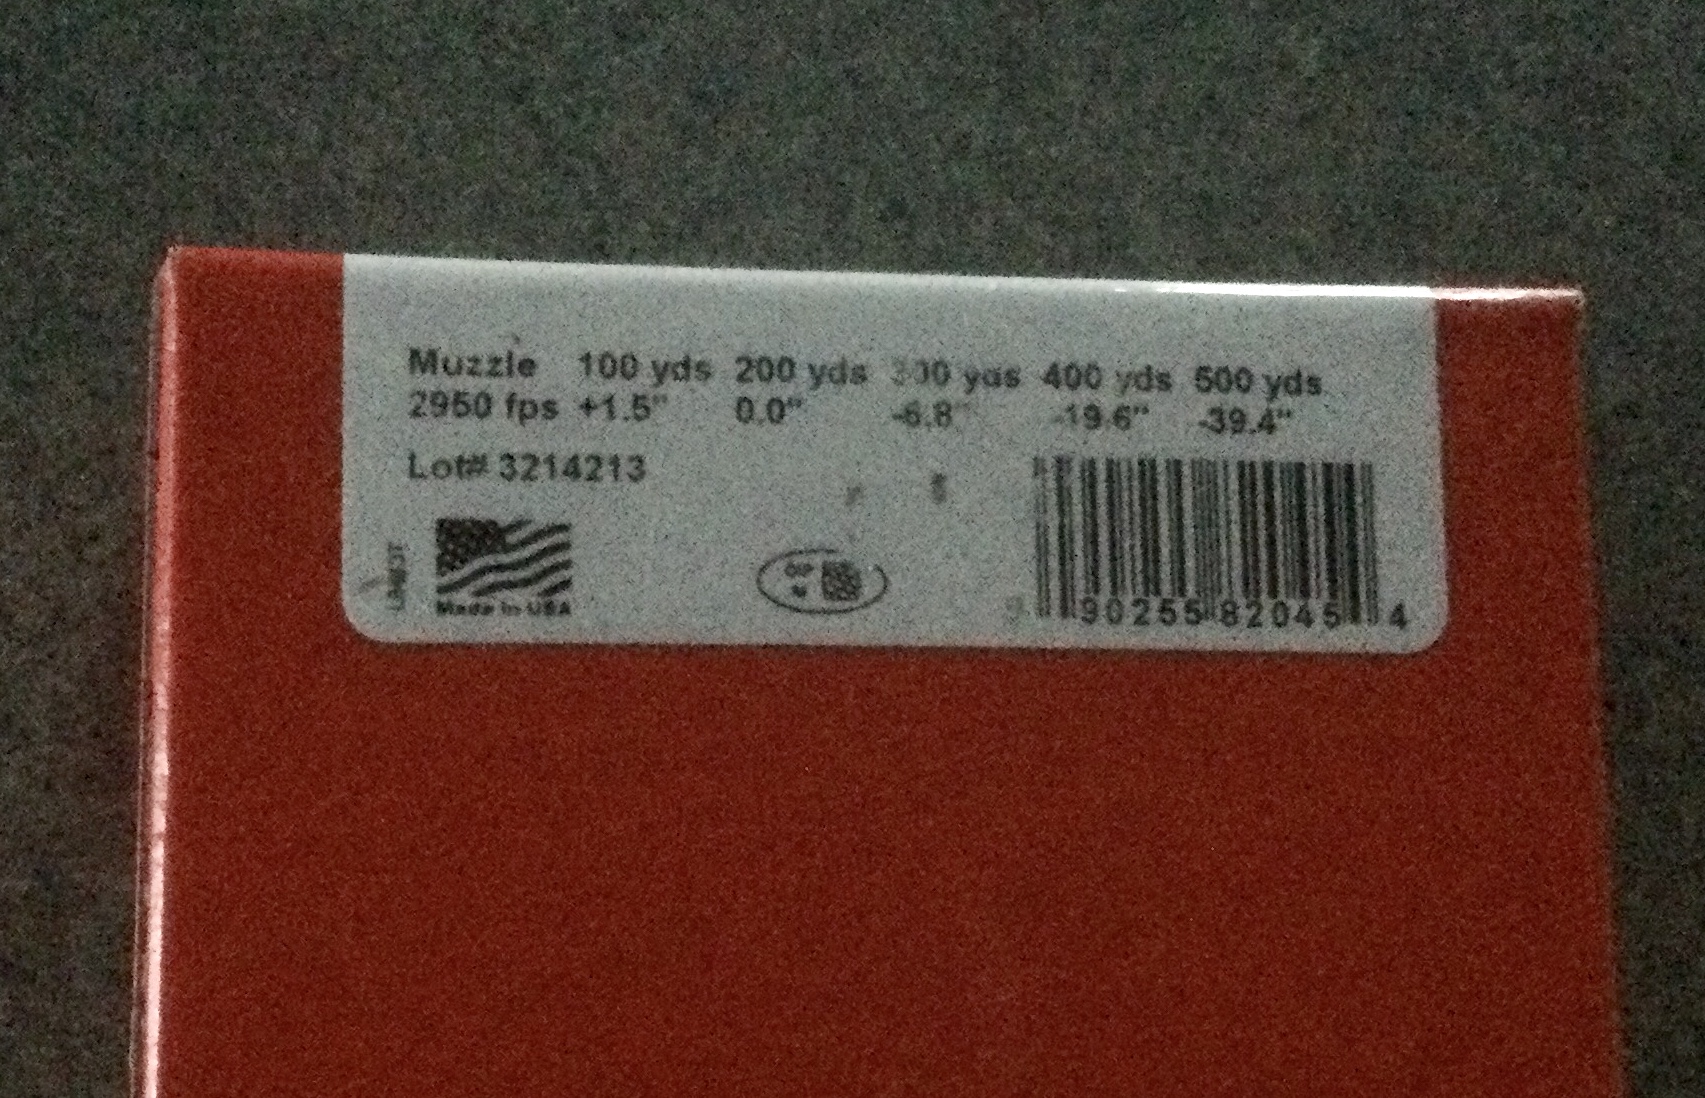 Muzzle 100 yds 200 yds 300 yds 400 yds 500 yds
2950 fps +1.5" 0.0" -6.8" -19.6" -39.4"
Lot# 3214213
Made in USA
90255 82045 4